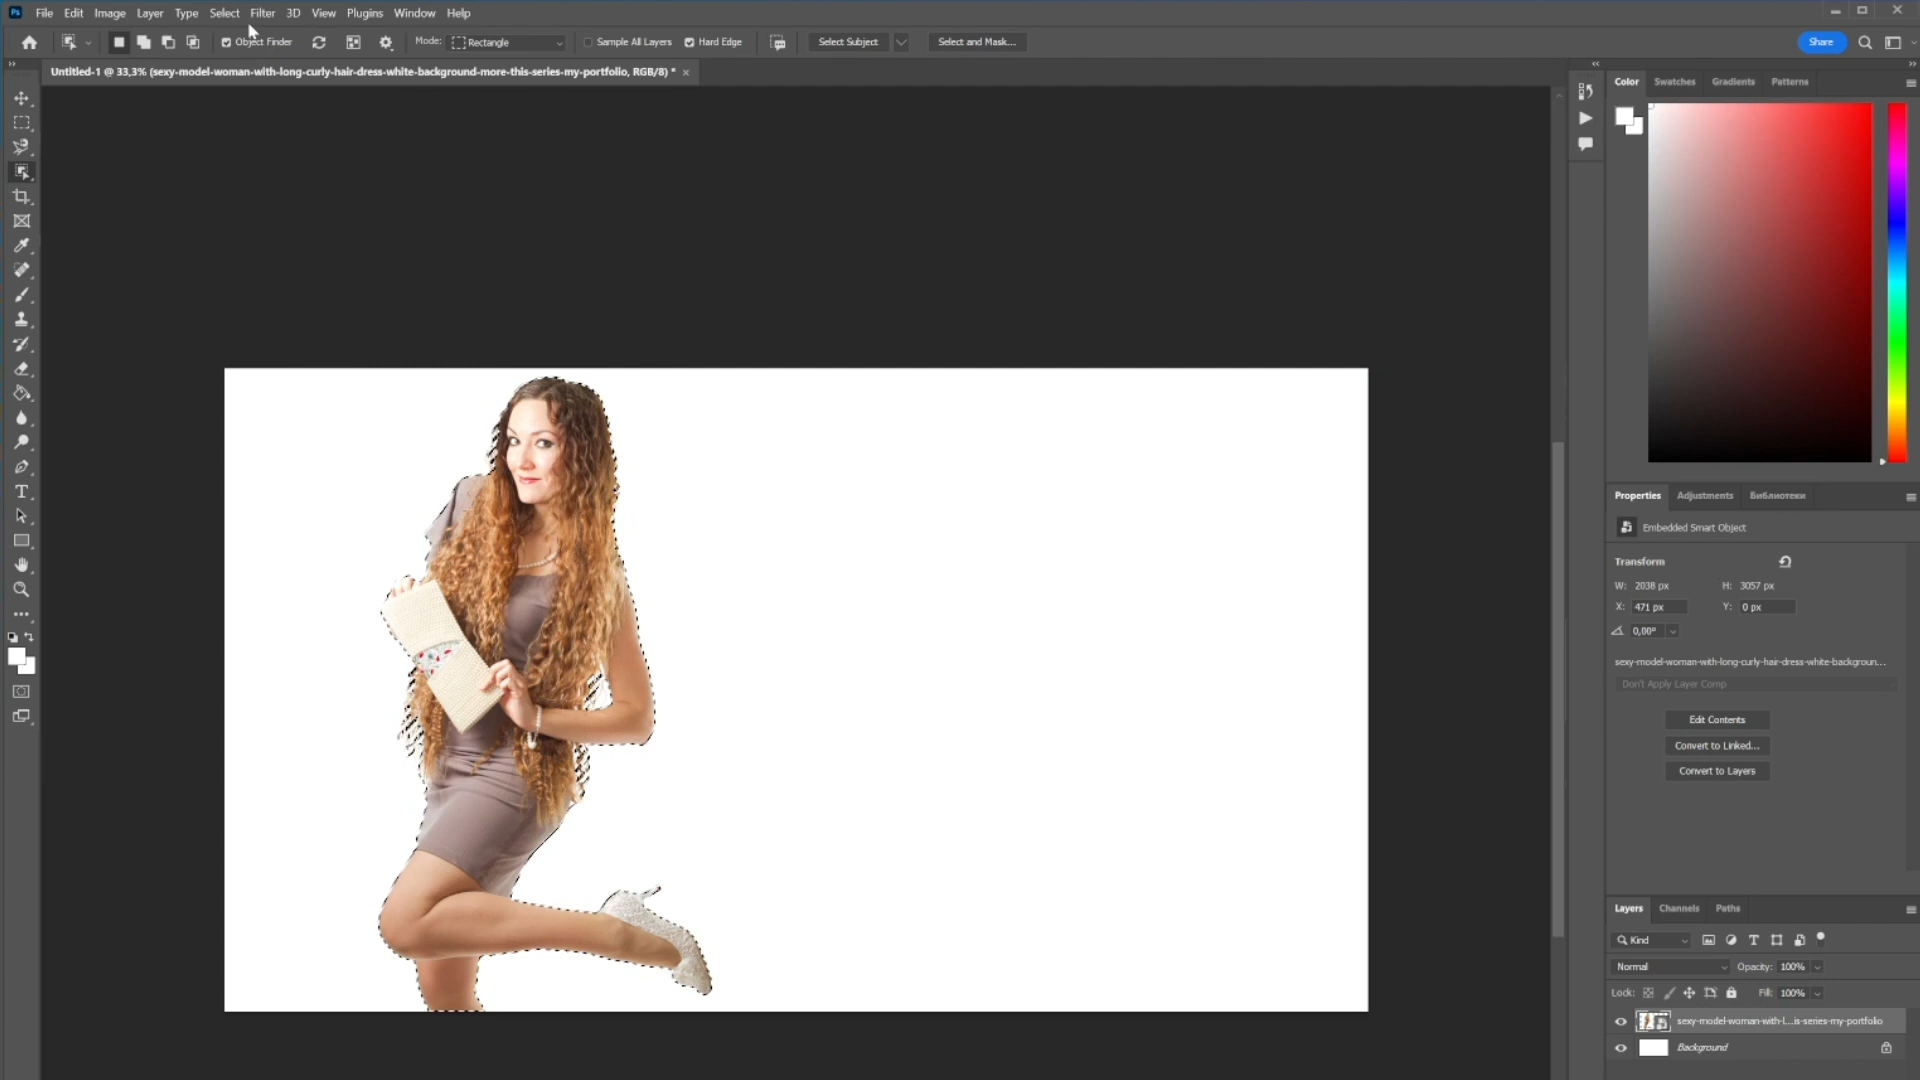 Ps File Edit Image Layer Type Select Filter 3D View Plugins Window Help
Object Finder Mode: Rectangle Sample All Layers Hard Edge Select Subject Select and Mask... Share
Untitled-1 @ 33,3% (sexy-model-woman-with-long-curly-hair-dress-white-background-more-this-series-my-portfolio, RGB/8) *
Color Swatches Gradients Patterns
Properties Adjustments Библиотеки
Embedded Smart Object
Transform
W: 2038 px H: 3057 px
X: 471 px Y: 0 px
0,00°
sexy-model-woman-with-long-curly-hair-dress-white-backgroun...
Don't Apply Layer Comp
Edit Contents
Convert to Linked...
Convert to Layers
Layers Channels Paths
Kind
Normal Opacity: 100%
Lock: Fill: 100%
sexy-model-woman-with-l...is-series-my-portfolio
Background